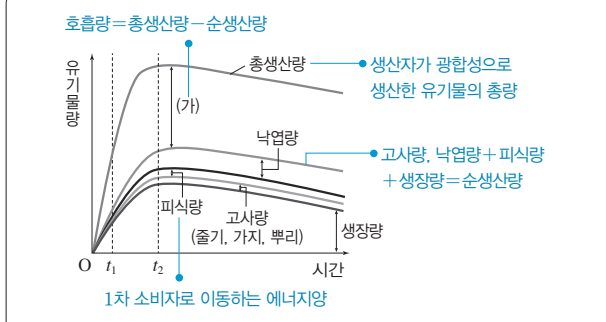 호흡량=총생산량-순생산량
유기물량
총생산량
생산자가 광합성으로
생산한 유기물의 총량
(가)
낙엽량
고사량, 낙엽량+피식량
+생장량=순생산량
피식량
고사량
(줄기, 가지, 뿌리)
생장량
O t₁ t₂ 시간
1차 소비자로 이동하는 에너지양